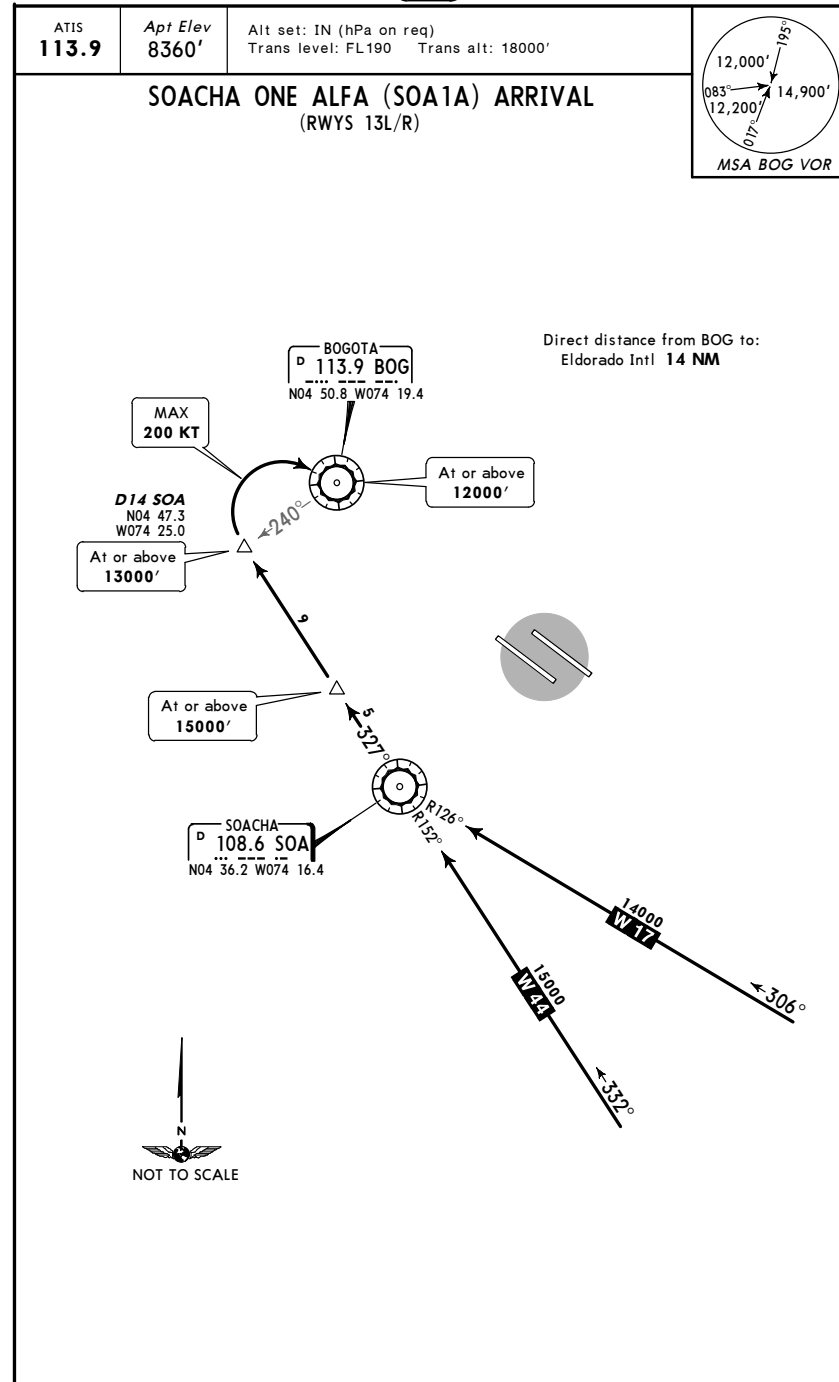 ATIS
113.9
Apt Elev
8360'
Alt set: IN (hPa on req)
Trans level: FL190 Trans alt: 18000'
195°
12,000'
083°
14,900'
12,200'
017°
MSA BOG VOR
SOACHA ONE ALFA (SOA1A) ARRIVAL
(RWYS 13L/R)
Direct distance from BOG to:
Eldorado Intl 14 NM
BOGOTA
D 113.9 BOG
N04 50.8 W074 19.4
MAX
200 KT
At or above
12000'
240°
D14 SOA
N04 47.3
W074 25.0
At or above
13000'
9
At or above
15000'
5
327°
SOACHA
D 108.6 SOA
N04 36.2 W074 16.4
R126°
R152°
14000
W 17
306°
15000
W 44
332°
N
NOT TO SCALE